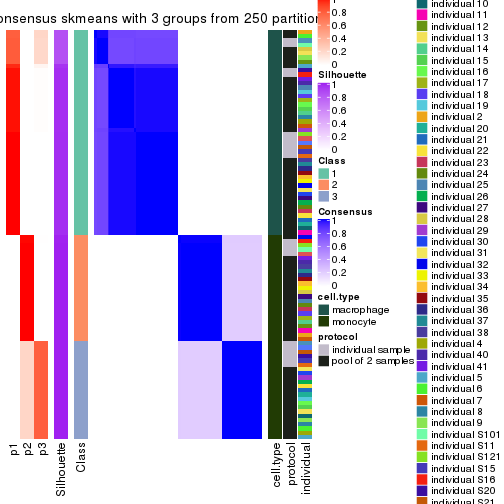 onsensus skmeans with 3 groups from 250 partition
0.8
0.6
0.4
0.2
0
Silhouette
1
0.8
0.6
0.4
0.2
0
Class
1
2
3
Consensus
1
0.8
0.6
0.4
0.2
0
cell.type
macrophage
monocyte
protocol
individual sample
pool of 2 samples
p1
p2
p3
Silhouette
Class
cell.type
protocol
individual
individual 10
individual 11
individual 12
individual 13
individual 14
individual 15
individual 16
individual 17
individual 18
individual 19
individual 2
individual 20
individual 21
individual 22
individual 23
individual 24
individual 25
individual 26
individual 27
individual 28
individual 29
individual 30
individual 31
individual 32
individual 33
individual 34
individual 35
individual 36
individual 37
individual 38
individual 4
individual 40
individual 41
individual 5
individual 6
individual 7
individual 8
individual 9
individual S101
individual S11
individual S121
individual S15
individual S16
individual S20
individual S21